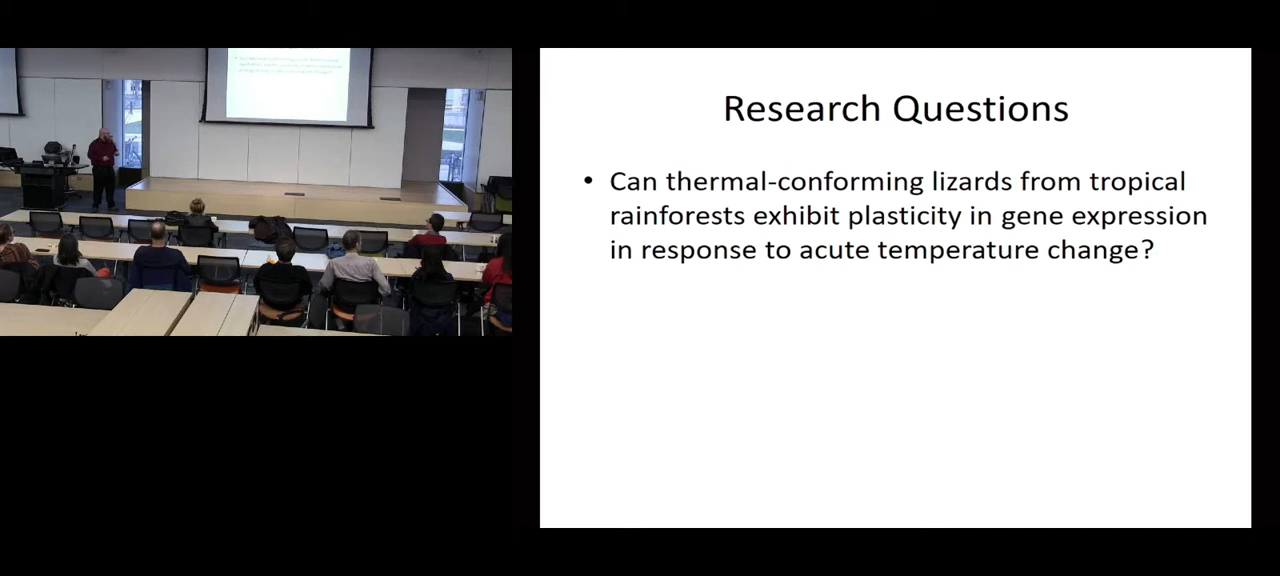 Research Questions
• Can thermal-conforming lizards from tropical
rainforests exhibit plasticity in gene expression
in response to acute temperature change?